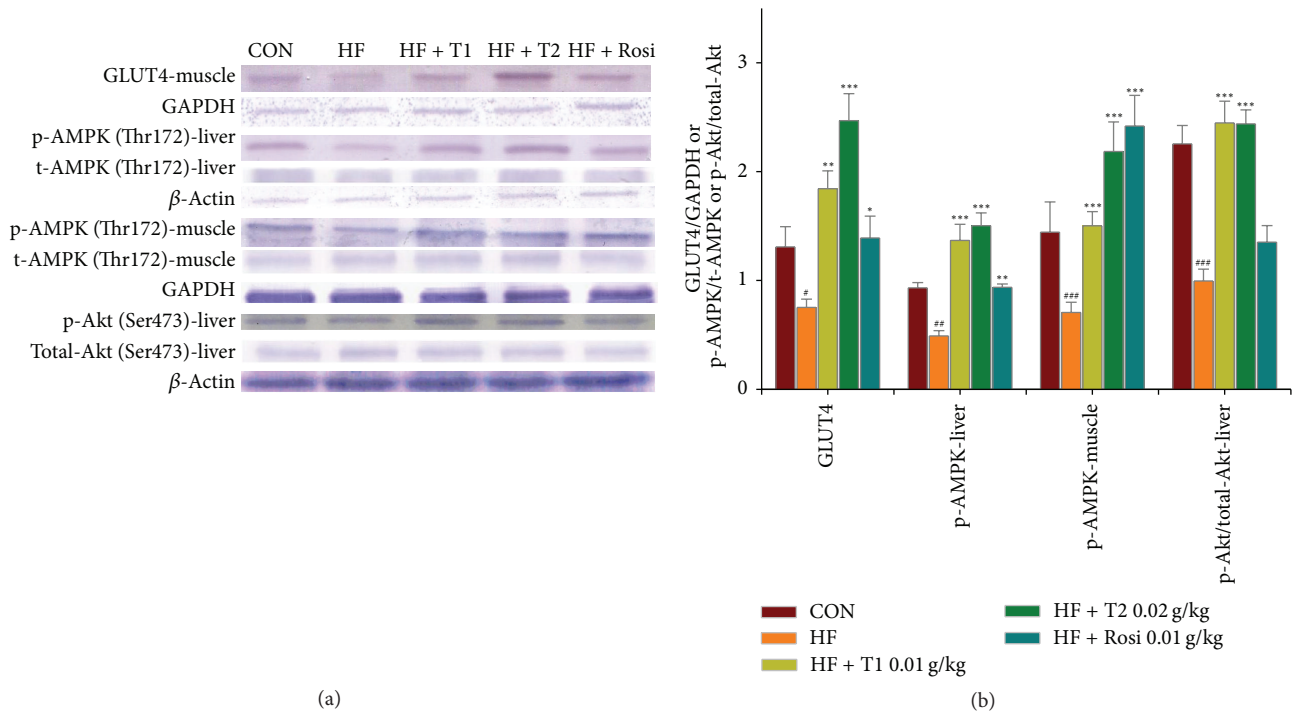 CON HF HF + T1 HF + T2 HF + Rosi
GLUT4-muscle
GAPDH
p-AMPK (Thr172)-liver
t-AMPK (Thr172)-liver
β-Actin
p-AMPK (Thr172)-muscle
t-AMPK (Thr172)-muscle
GAPDH
p-Akt (Ser473)-liver
Total-Akt (Ser473)-liver
β-Actin
(a)
GLUT4/GAPDH or
p-AMPK/t-AMPK or p-Akt/total-Akt
3
2
1
0
# ** *** *
## *** *** **
### *** *** ***
### *** ***
GLUT4
p-AMPK-liver
p-AMPK-muscle
p-Akt/total-Akt-liver
CON
HF
HF + T1 0.01 g/kg
HF + T2 0.02 g/kg
HF + Rosi 0.01 g/kg
(b)